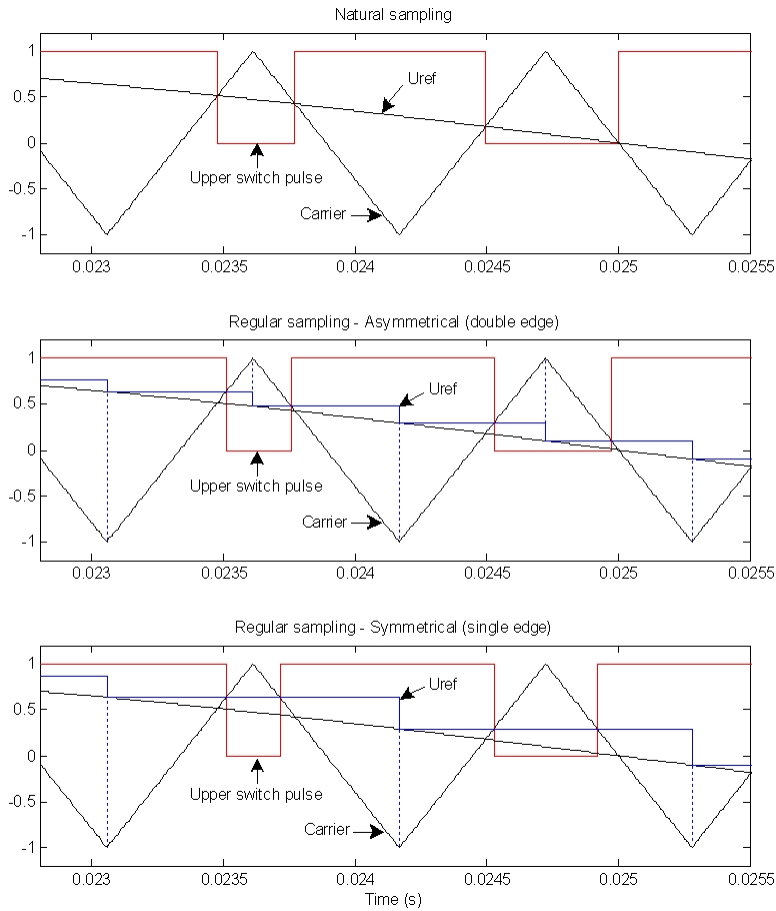 Natural sampling
1
Uref
0.5
0
Upper switch pulse
-0.5
Carrier
-1
0.023 0.0235 0.024 0.0245 0.025 0.0255
Regular sampling - Asymmetrical (double edge)
1
Uref
0.5
0
Upper switch pulse
-0.5
Carrier
-1
0.023 0.0235 0.024 0.0245 0.025 0.0255
Regular sampling - Symmetrical (single edge)
1
Uref
0.5
0
Upper switch pulse
-0.5
Carrier
-1
0.023 0.0235 0.024 0.0245 0.025 0.0255
Time (s)